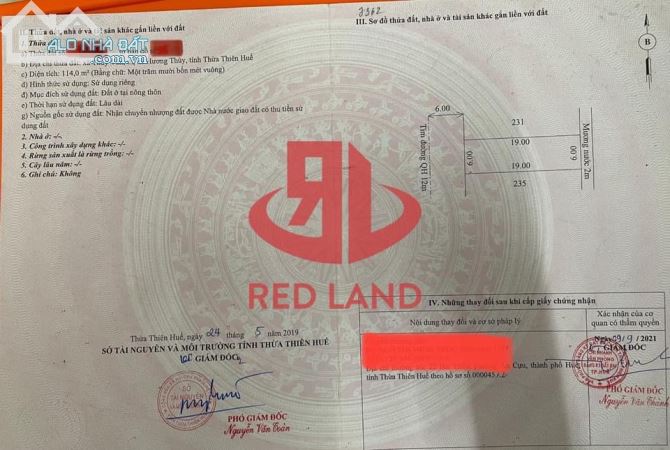 ALO NHÀ ĐẤT
II. Thửa đất, nhà ở và tài sản khác gắn liền với đất
1. Thửa
b) Địa chỉ thửa đất: Hương Thủy, tỉnh Thừa Thiên Huế
c) Diện tích: 114,0 m² (Bằng chữ: Một trăm mười bốn mét vuông)
d) Hình thức sử dụng: Sử dụng riêng
đ) Mục đích sử dụng đất: Đất ở tại nông thôn
e) Thời hạn sử dụng đất: Lâu dài
g) Nguồn gốc sử dụng đất: Nhận chuyển nhượng đất được Nhà nước giao đất có thu tiền sử
dụng đất
2. Nhà ở: -/-
3. Công trình xây dựng khác: -/-
4. Rừng sản xuất là rừng trồng: -/-
5. Cây lâu năm: -/-
6. Ghi chú: Không
Thừa Thiên Huế, ngày 24 tháng 5 năm 2019
SỞ TÀI NGUYÊN VÀ MÔI TRƯỜNG TỈNH THỪA THIÊN HUẾ
GIÁM ĐỐC
PHÓ GIÁM ĐỐC
Nguyễn Văn Toàn
III. Sơ đồ thửa đất, nhà ở và tài sản khác gắn liền với đất
B
6.00
231
19.00
Tim đường QH 12m
6.00
6.00
Mương nước 2m
19.00
235
RED LAND
IV. Những thay đổi sau khi cấp giấy chứng nhận
Nội dung thay đổi và cơ sở pháp lý
Xác nhận của cơ
quan có thẩm quyền
Ngày 09/9/2021
GIÁM ĐỐC
Cựu, thành phố Huế,
tỉnh Thừa Thiên Huế theo hồ sơ số
PHÓ GIÁM ĐỐC
Nguyễn Văn Thành